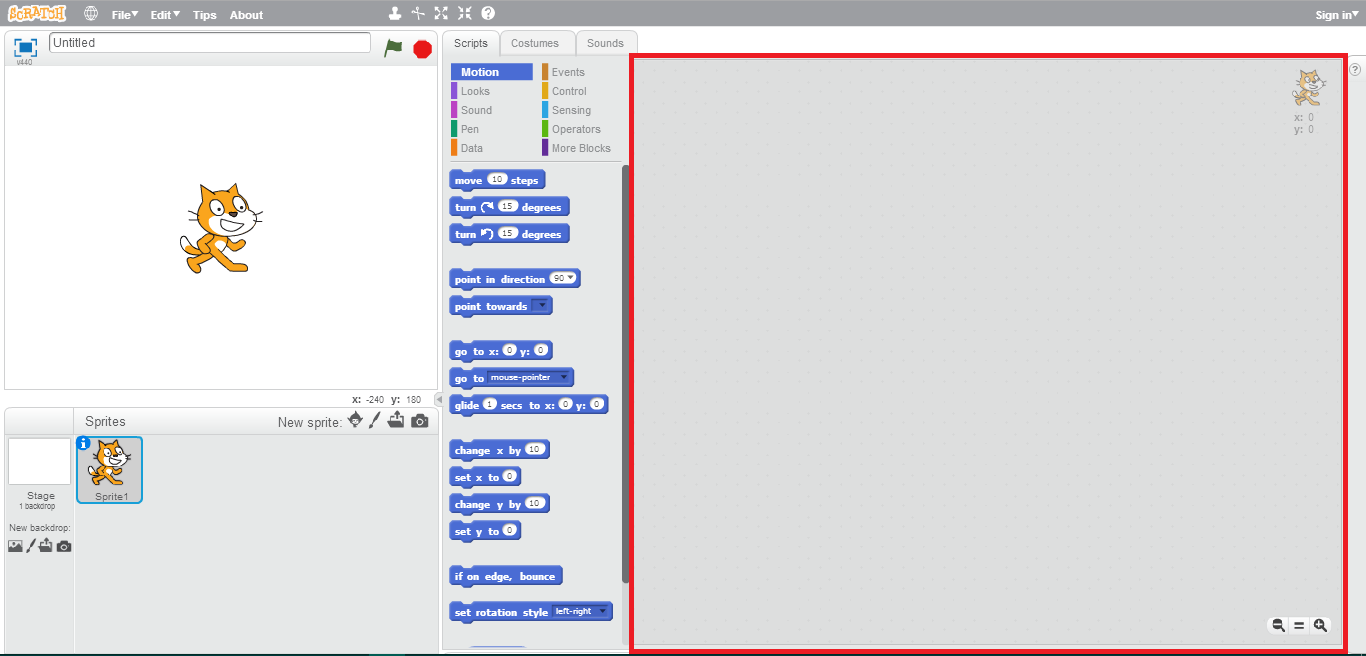 SCRATCH File▾ Edit▾ Tips About Sign in▾
v440
Untitled
Scripts Costumes Sounds
Motion Events
Looks Control
Sound Sensing
Pen Operators
Data More Blocks
move 10 steps
turn 15 degrees
turn 15 degrees
point in direction 90▾
point towards
go to x: 0 y: 0
go to mouse-pointer
glide 1 secs to x: 0 y: 0
change x by 10
set x to 0
change y by 10
set y to 0
if on edge, bounce
set rotation style left-right
x: 0
y: 0
?
x: -240 y: 180
Sprites New sprite:
Stage
1 backdrop
New backdrop:
i
Sprite1